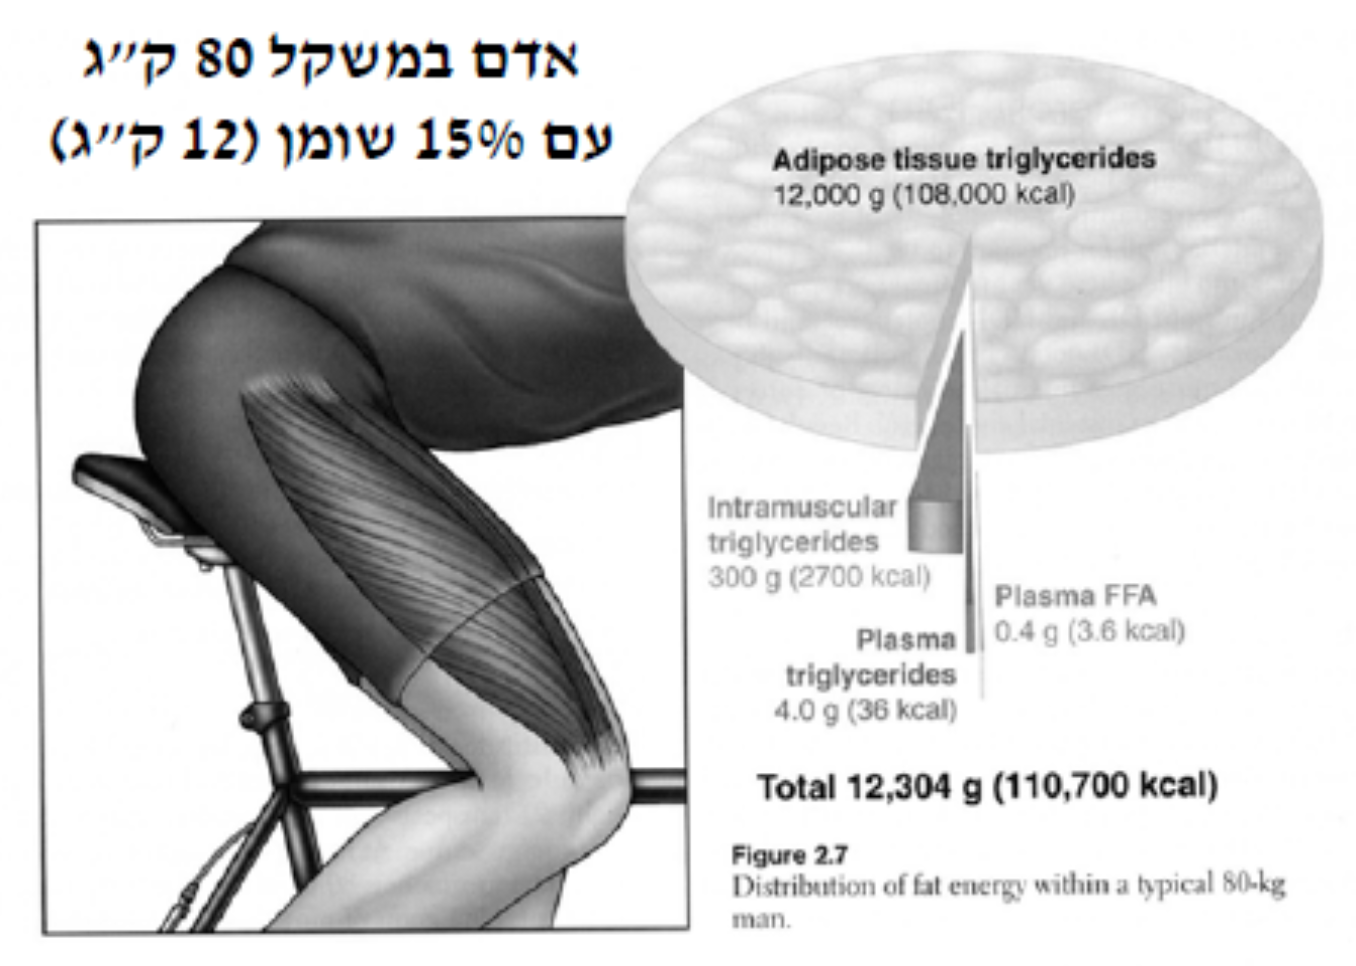 אדם במשקל 80 ק״ג
עם 15% שומן (12 ק״ג)
Adipose tissue triglycerides
12,000 g (108,000 kcal)
Intramuscular
triglycerides
300 g (2700 kcal)
Plasma FFA
0.4 g (3.6 kcal)
Plasma
triglycerides
4.0 g (36 kcal)
Total 12,304 g (110,700 kcal)
Figure 2.7
Distribution of fat energy within a typical 80-kg
man.